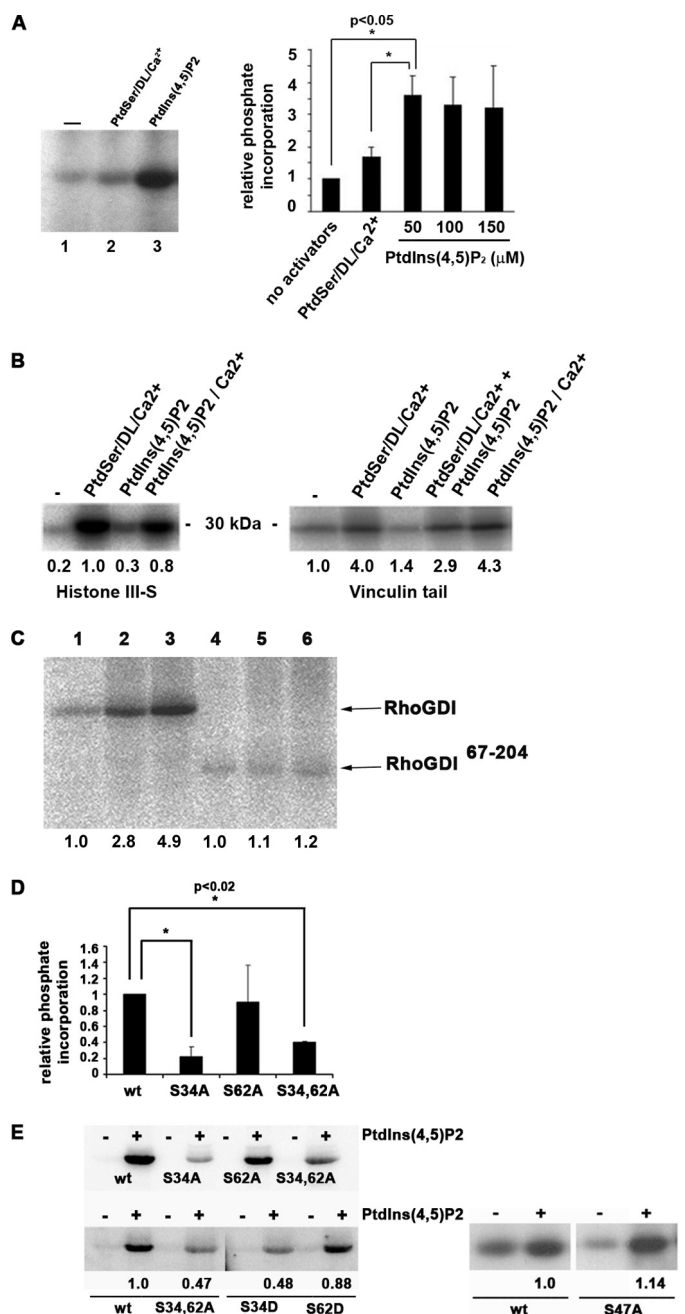 A
—
PtdSer/DL/Ca2+
PtdIns(4,5)P2
1 2 3
p<0.05
*
*
relative phosphate
incorporation
5
4
3
2
1
0
50 100 150
no activators
PtdSer/DL/Ca2+
PtdIns(4,5)P2 (μM)
B
-
PtdSer/DL/Ca2+
PtdIns(4,5)P2
PtdIns(4,5)P2 / Ca2+
- 30 kDa -
0.2 1.0 0.3 0.8
Histone III-S
-
PtdSer/DL/Ca2+
PtdIns(4,5)P2
PtdSer/DL/Ca2+ +
PtdIns(4,5)P2
PtdIns(4,5)P2 / Ca2+
1.0 4.0 1.4 2.9 4.3
Vinculin tail
C
1 2 3 4 5 6
RhoGDI
RhoGDI 67-204
1.0 2.8 4.9 1.0 1.1 1.2
D
p<0.02
*
*
relative phosphate
incorporation
1.6
1.4
1.2
1
0.8
0.6
0.4
0.2
0
wt S34A S62A S34,62A
E
- + - + - + - + PtdIns(4,5)P2
wt S34A S62A S34,62A
- + - + - + - + PtdIns(4,5)P2
1.0 0.47 0.48 0.88
wt S34,62A S34D S62D
- + - +
1.0 1.14
wt S47A